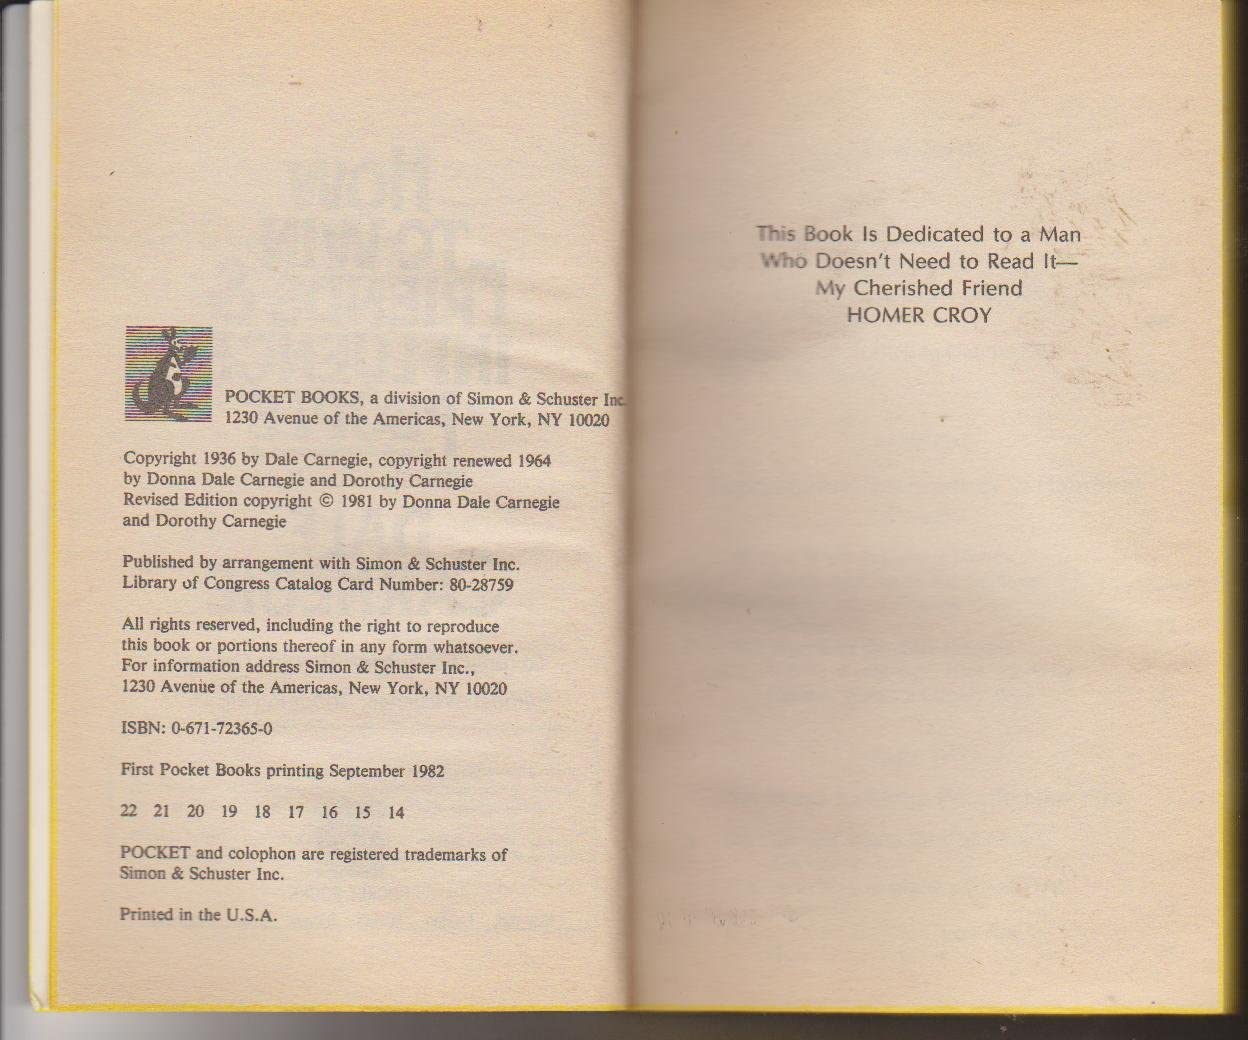 POCKET BOOKS, a division of Simon & Schuster Inc.
1230 Avenue of the Americas, New York, NY 10020
Copyright 1936 by Dale Carnegie, copyright renewed 1964
by Donna Dale Carnegie and Dorothy Carnegie
Revised Edition copyright © 1981 by Donna Dale Carnegie
and Dorothy Carnegie
Published by arrangement with Simon & Schuster Inc.
Library of Congress Catalog Card Number: 80-28759
All rights reserved, including the right to reproduce
this book or portions thereof in any form whatsoever.
For information address Simon & Schuster Inc.,
1230 Avenue of the Americas, New York, NY 10020
ISBN: 0-671-72365-0
First Pocket Books printing September 1982
22 21 20 19 18 17 16 15 14
POCKET and colophon are registered trademarks of
Simon & Schuster Inc.
Printed in the U.S.A.
This Book Is Dedicated to a Man
Who Doesn't Need to Read It—
My Cherished Friend
HOMER CROY